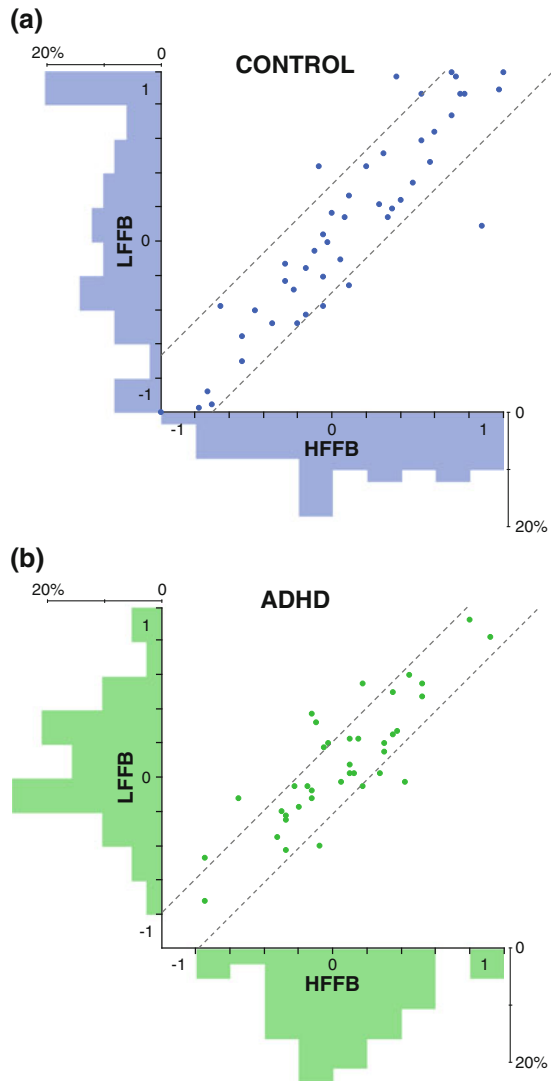 (a)
20% 0
CONTROL
1
LFFB
0
-1
-1 0 1
HFFB
0
20%
(b)
20% 0
ADHD
1
LFFB
0
-1
-1 0 1
HFFB
0
20%